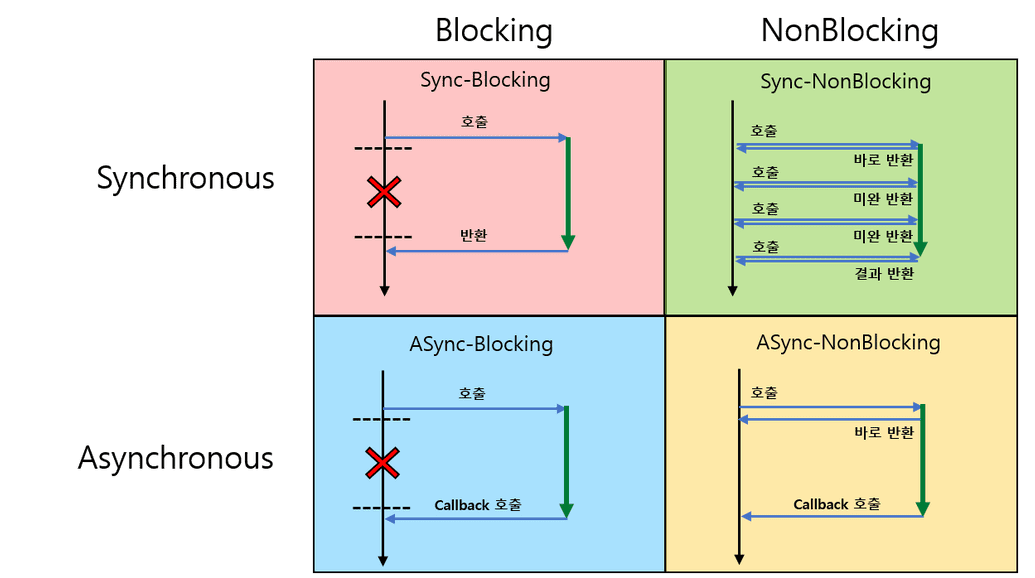 Blocking
NonBlocking
Synchronous
Sync-Blocking
호출
반환
Sync-NonBlocking
호출
바로 반환
호출
미완 반환
호출
미완 반환
호출
결과 반환
Asynchronous
ASync-Blocking
호출
Callback 호출
ASync-NonBlocking
호출
바로 반환
Callback 호출